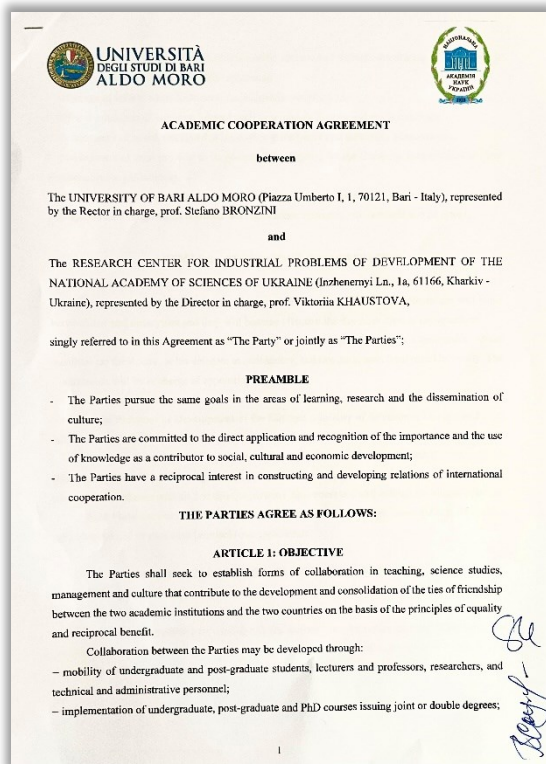 UNIVERSITÀ
DEGLI STUDI DI BARI
ALDO MORO
НАЦІОНАЛЬНА
АКАДЕМІЯ
НАУК
УКРАЇНИ
ACADEMIC COOPERATION AGREEMENT
between
The UNIVERSITY OF BARI ALDO MORO (Piazza Umberto I, 1, 70121, Bari - Italy), represented
by the Rector in charge, prof. Stefano BRONZINI
and
The RESEARCH CENTER FOR INDUSTRIAL PROBLEMS OF DEVELOPMENT OF THE
NATIONAL ACADEMY OF SCIENCES OF UKRAINE (Inzhenernyi Ln., 1a, 61166, Kharkiv -
Ukraine), represented by the Director in charge, prof. Viktoriia KHAUSTOVA,
singly referred to in this Agreement as “The Party” or jointly as “The Parties”;
PREAMBLE
- The Parties pursue the same goals in the areas of learning, research and the dissemination of
culture;
- The Parties are committed to the direct application and recognition of the importance and the use
of knowledge as a contributor to social, cultural and economic development;
- The Parties have a reciprocal interest in constructing and developing relations of international
cooperation.
THE PARTIES AGREE AS FOLLOWS:
ARTICLE 1: OBJECTIVE
The Parties shall seek to establish forms of collaboration in teaching, science studies,
management and culture that contribute to the development and consolidation of the ties of friendship
between the two academic institutions and the two countries on the basis of the principles of equality
and reciprocal benefit.
Collaboration between the Parties may be developed through:
– mobility of undergraduate and post-graduate students, lecturers and professors, researchers, and
technical and administrative personnel;
– implementation of undergraduate, post-graduate and PhD courses issuing joint or double degrees;
1